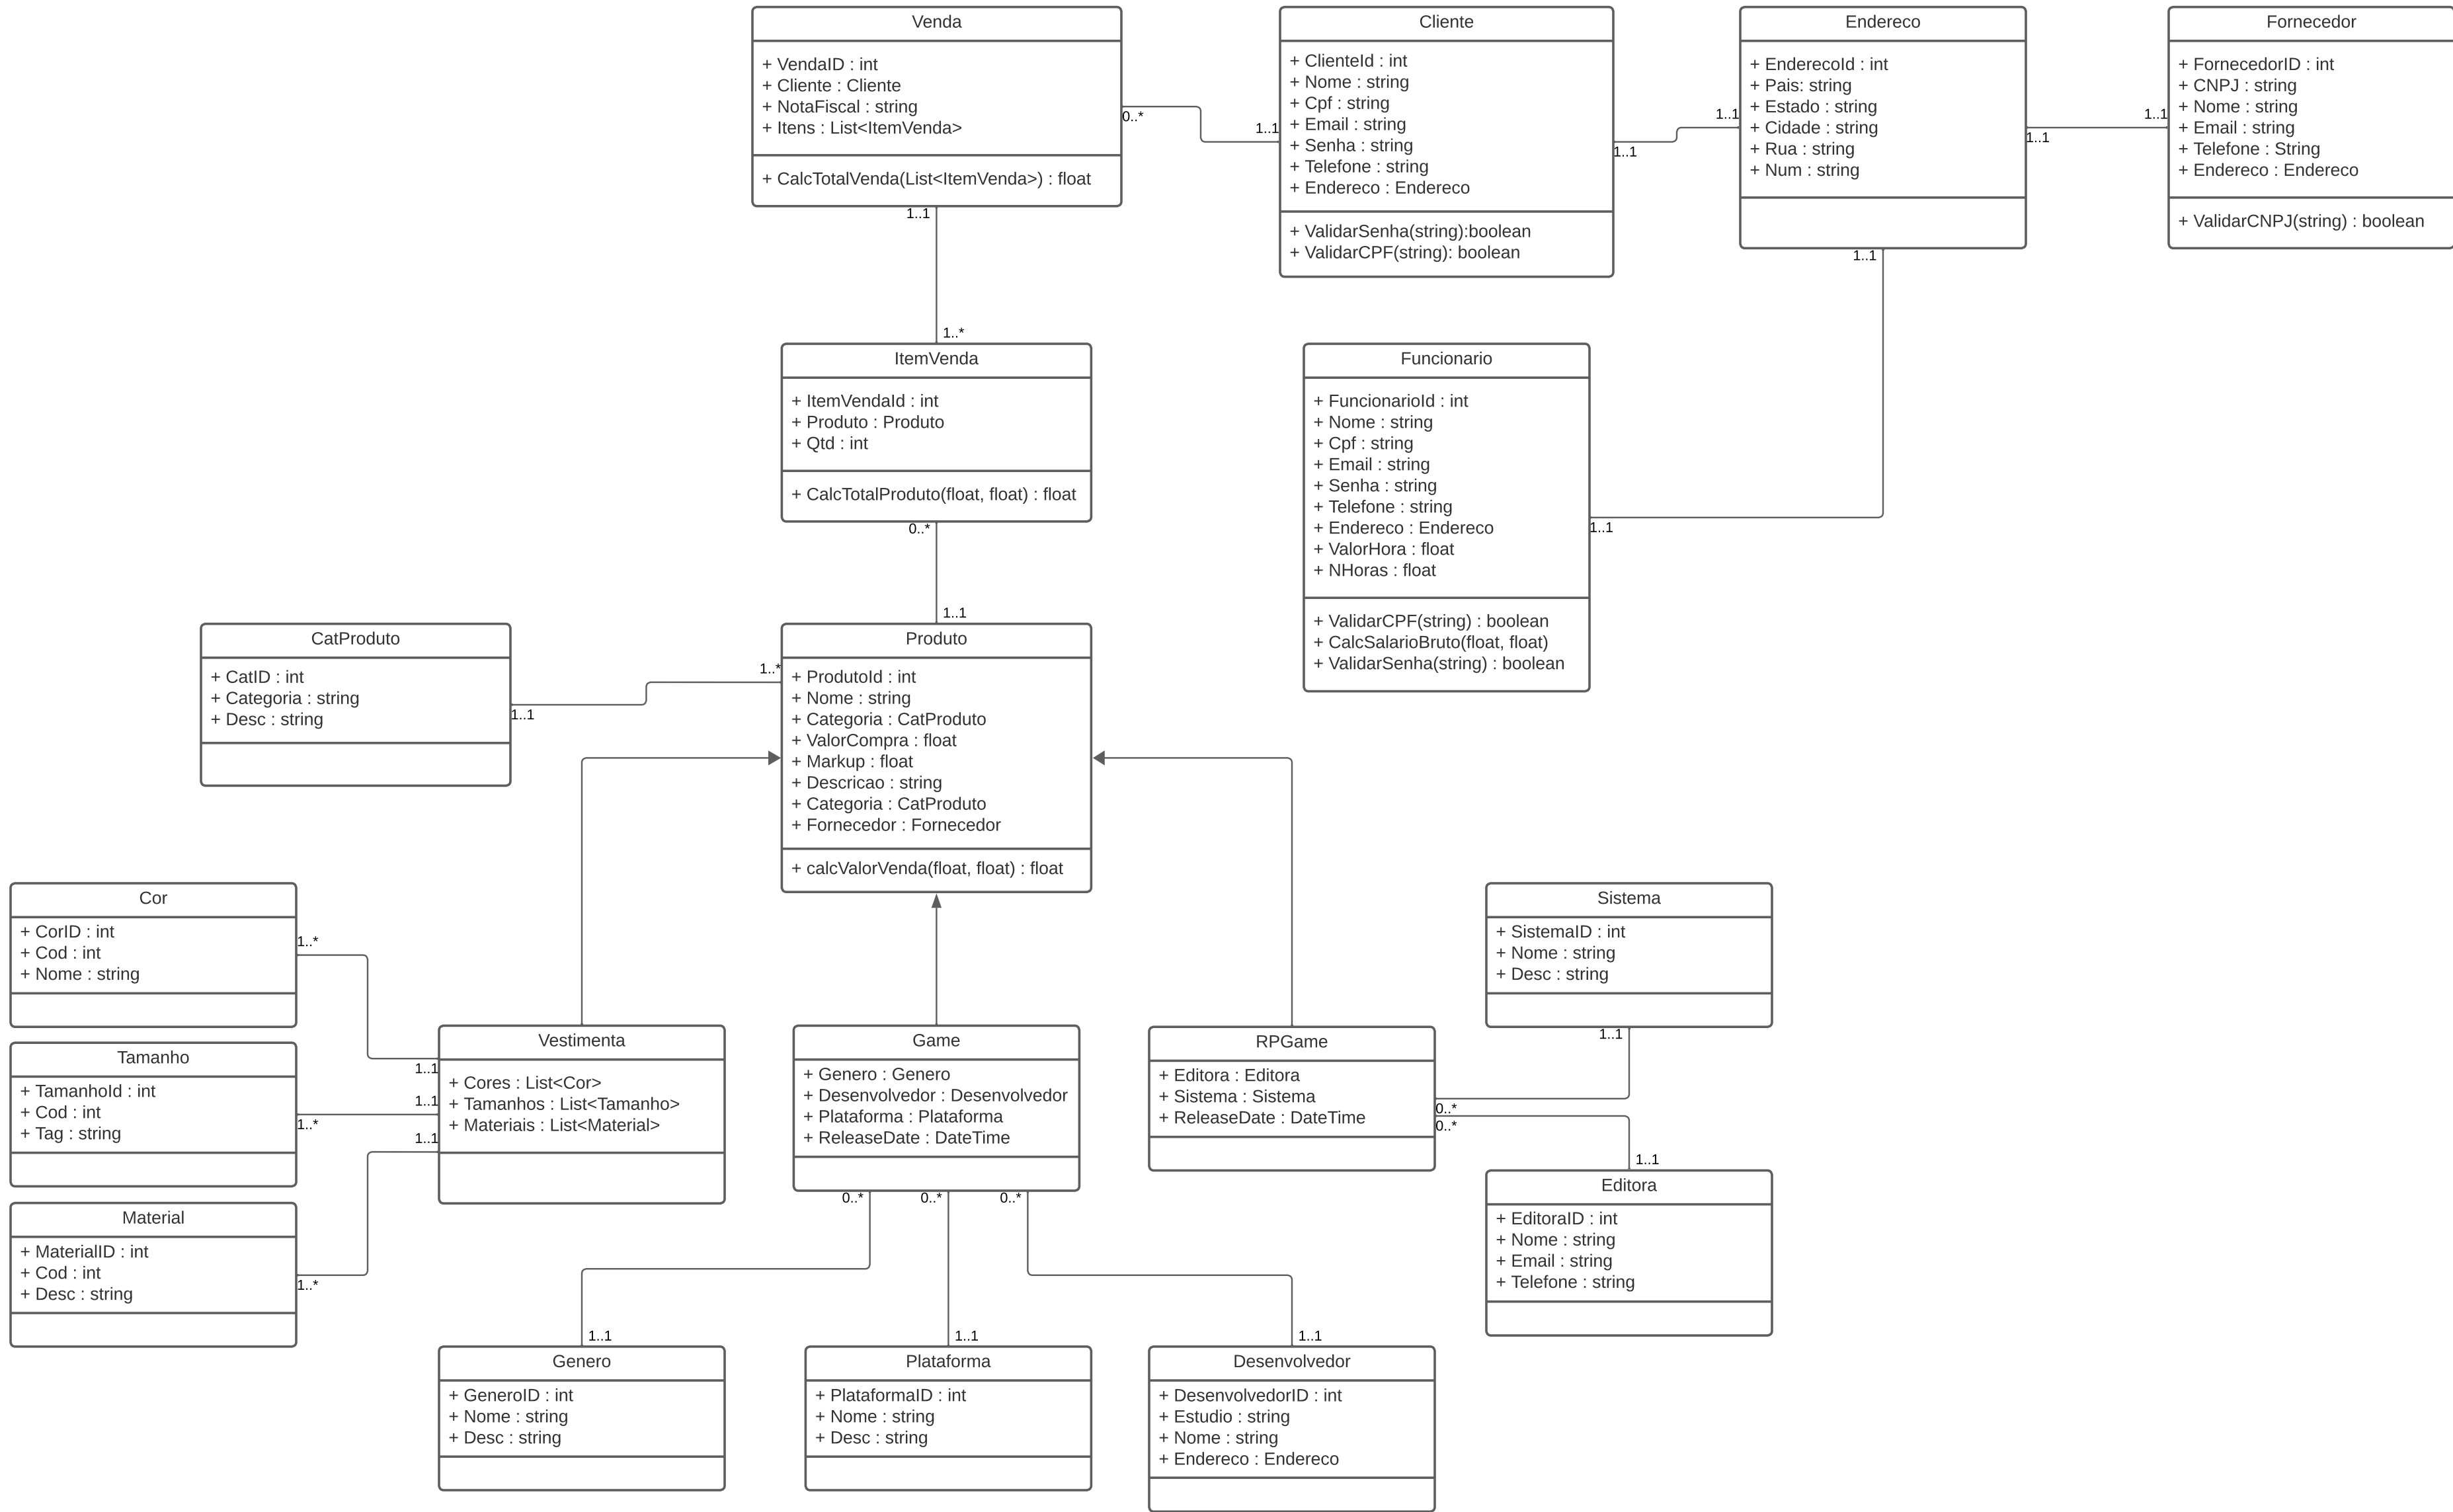 Venda
+ VendaID : int
+ Cliente : Cliente
+ NotaFiscal : string
+ Itens : List<ItemVenda>
+ CalcTotalVenda(List<ItemVenda>) : float
0..*
1..1
1..1
1..*
Cliente
+ ClienteId : int
+ Nome : string
+ Cpf : string
+ Email : string
+ Senha : string
+ Telefone : string
+ Endereco : Endereco
+ ValidarSenha(string):boolean
+ ValidarCPF(string): boolean
1..1
1..1
Endereco
+ EnderecoId : int
+ Pais: string
+ Estado : string
+ Cidade : string
+ Rua : string
+ Num : string
1..1
1..1
1..1
Fornecedor
+ FornecedorID : int
+ CNPJ : string
+ Nome : string
+ Email : string
+ Telefone : String
+ Endereco : Endereco
+ ValidarCNPJ(string) : boolean
ItemVenda
+ ItemVendaId : int
+ Produto : Produto
+ Qtd : int
+ CalcTotalProduto(float, float) : float
0..*
1..1
Funcionario
+ FuncionarioId : int
+ Nome : string
+ Cpf : string
+ Email : string
+ Senha : string
+ Telefone : string
+ Endereco : Endereco
+ ValorHora : float
+ NHoras : float
+ ValidarCPF(string) : boolean
+ CalcSalarioBruto(float, float)
+ ValidarSenha(string) : boolean
1..1
CatProduto
+ CatID : int
+ Categoria : string
+ Desc : string
1..1
1..*
Produto
+ ProdutoId : int
+ Nome : string
+ Categoria : CatProduto
+ ValorCompra : float
+ Markup : float
+ Descricao : string
+ Categoria : CatProduto
+ Fornecedor : Fornecedor
+ calcValorVenda(float, float) : float
Cor
+ CorID : int
+ Cod : int
+ Nome : string
1..*
1..1
Tamanho
+ TamanhoId : int
+ Cod : int
+ Tag : string
1..*
1..1
Material
+ MaterialID : int
+ Cod : int
+ Desc : string
1..*
1..1
Vestimenta
+ Cores : List<Cor>
+ Tamanhos : List<Tamanho>
+ Materiais : List<Material>
Game
+ Genero : Genero
+ Desenvolvedor : Desenvolvedor
+ Plataforma : Plataforma
+ ReleaseDate : DateTime
0..*
0..*
0..*
RPGame
+ Editora : Editora
+ Sistema : Sistema
+ ReleaseDate : DateTime
0..*
0..*
Sistema
+ SistemaID : int
+ Nome : string
+ Desc : string
1..1
1..1
Editora
+ EditoraID : int
+ Nome : string
+ Email : string
+ Telefone : string
1..1
Genero
+ GeneroID : int
+ Nome : string
+ Desc : string
1..1
Plataforma
+ PlataformaID : int
+ Nome : string
+ Desc : string
1..1
Desenvolvedor
+ DesenvolvedorID : int
+ Estudio : string
+ Nome : string
+ Endereco : Endereco